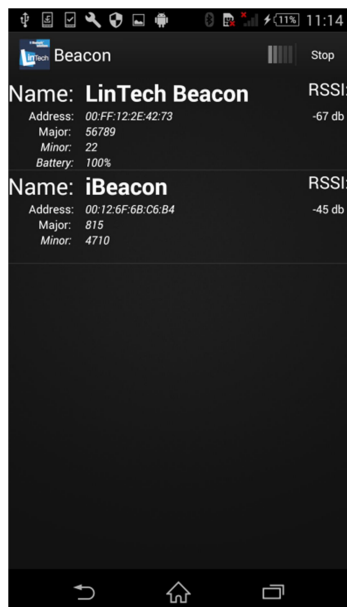 11% 11:14
LinTech Beacon Stop
Name: LinTech Beacon RSSI:
Address: 00:FF:12:2E:42:73 -67 db
Major: 56789
Minor: 22
Battery: 100%
Name: iBeacon RSSI:
Address: 00:12:6F:6B:C6:B4 -45 db
Major: 815
Minor: 4710